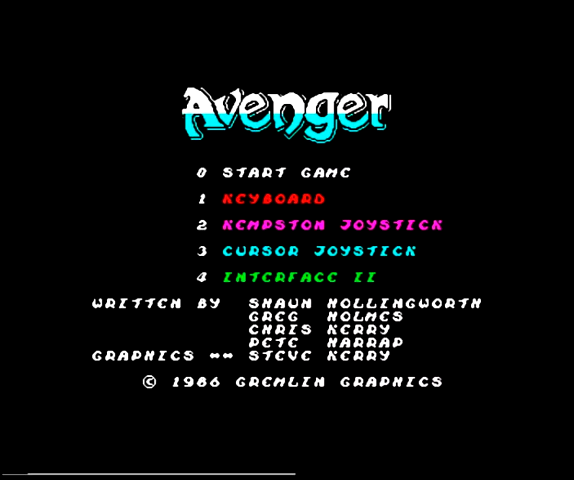 Avenger
0 START GAME
1 KEYBOARD
2 KEMPSTON JOYSTICK
3 CURSOR JOYSTICK
4 INTERFACE II
WRITTEN BY SHAUN HOLLINGWORTH
GREG HOLMES
CHRIS KERRY
PETE HARRAP
GRAPHICS ** STEVE KERRY
© 1986 GREMLIN GRAPHICS